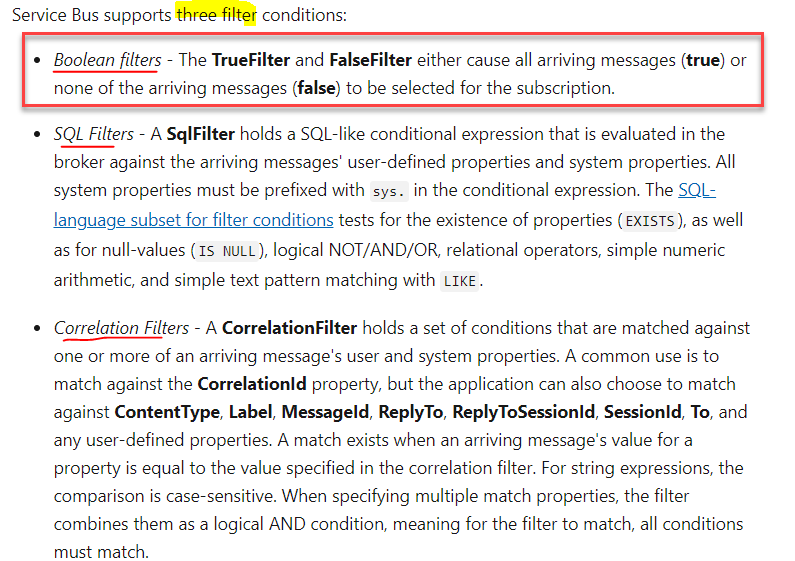 Service Bus supports three filter conditions:
• Boolean filters - The TrueFilter and FalseFilter either cause all arriving messages (true) or
none of the arriving messages (false) to be selected for the subscription.
• SQL Filters - A SqlFilter holds a SQL-like conditional expression that is evaluated in the
broker against the arriving messages' user-defined properties and system properties. All
system properties must be prefixed with sys. in the conditional expression. The SQL-
language subset for filter conditions tests for the existence of properties (EXISTS), as well
as for null-values (IS NULL), logical NOT/AND/OR, relational operators, simple numeric
arithmetic, and simple text pattern matching with LIKE.
• Correlation Filters - A CorrelationFilter holds a set of conditions that are matched against
one or more of an arriving message's user and system properties. A common use is to
match against the CorrelationId property, but the application can also choose to match
against ContentType, Label, MessageId, ReplyTo, ReplyToSessionId, SessionId, To, and
any user-defined properties. A match exists when an arriving message's value for a
property is equal to the value specified in the correlation filter. For string expressions, the
comparison is case-sensitive. When specifying multiple match properties, the filter
combines them as a logical AND condition, meaning for the filter to match, all conditions
must match.